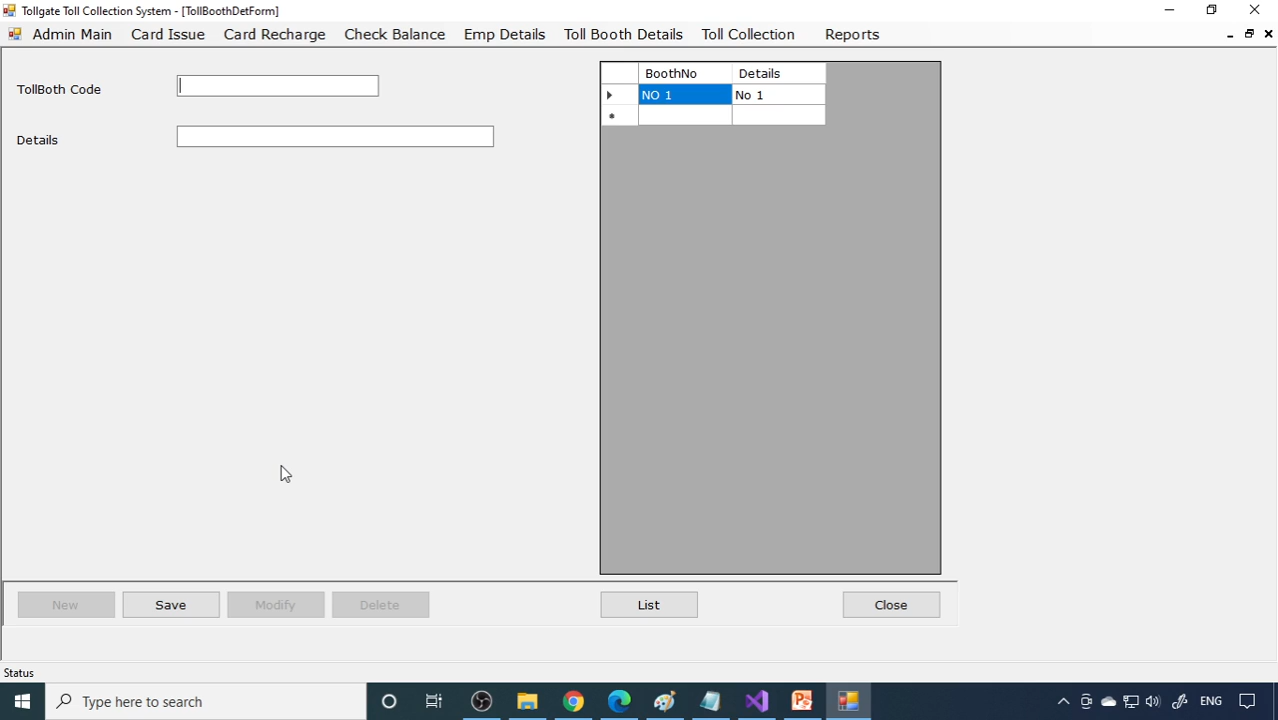 Tollgate Toll Collection System - [TollBoothDetForm]
Admin Main Card Issue Card Recharge Check Balance Emp Details Toll Booth Details Toll Collection Reports
TollBoth Code
Details
BoothNo Details
NO 1 No 1
New Save Modify Delete List Close
Status
Type here to search
ENG